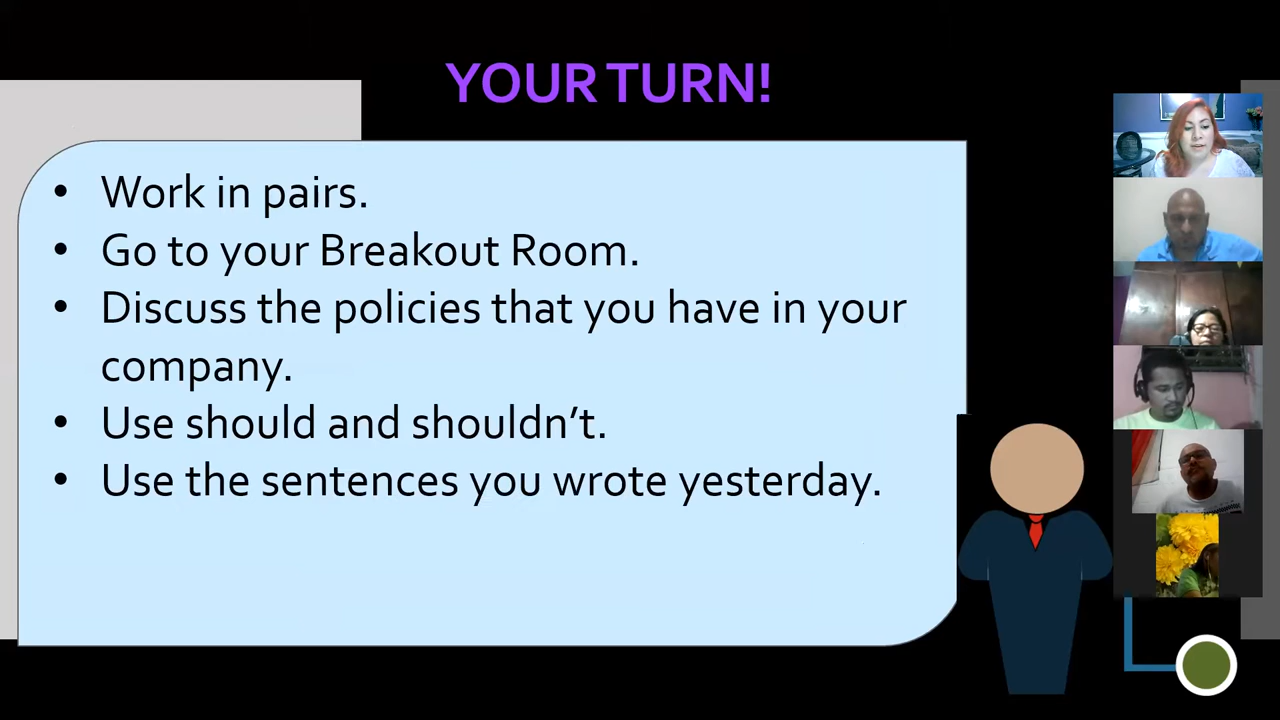 YOUR TURN!
• Work in pairs.
• Go to your Breakout Room.
• Discuss the policies that you have in your
company.
• Use should and shouldn’t.
• Use the sentences you wrote yesterday.